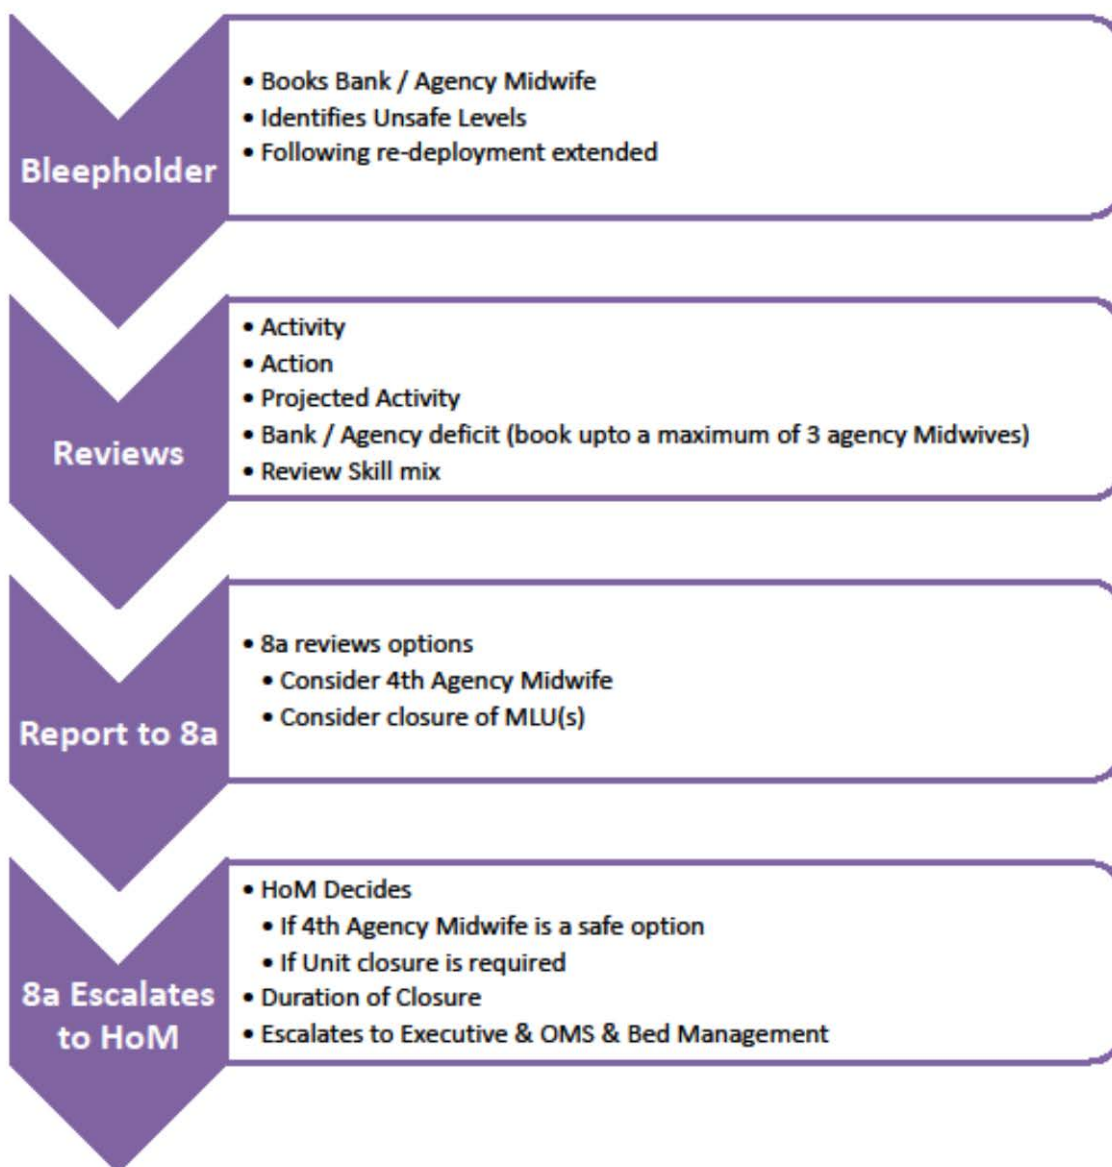 Bleepholder
• Books Bank / Agency Midwife
• Identifies Unsafe Levels
• Following re-deployment extended
Reviews
• Activity
• Action
• Projected Activity
• Bank / Agency deficit (book upto a maximum of 3 agency Midwives)
• Review Skill mix
Report to 8a
• 8a reviews options
• Consider 4th Agency Midwife
• Consider closure of MLU(s)
8a Escalates
to HoM
• HoM Decides
• If 4th Agency Midwife is a safe option
• If Unit closure is required
• Duration of Closure
• Escalates to Executive & OMS & Bed Management